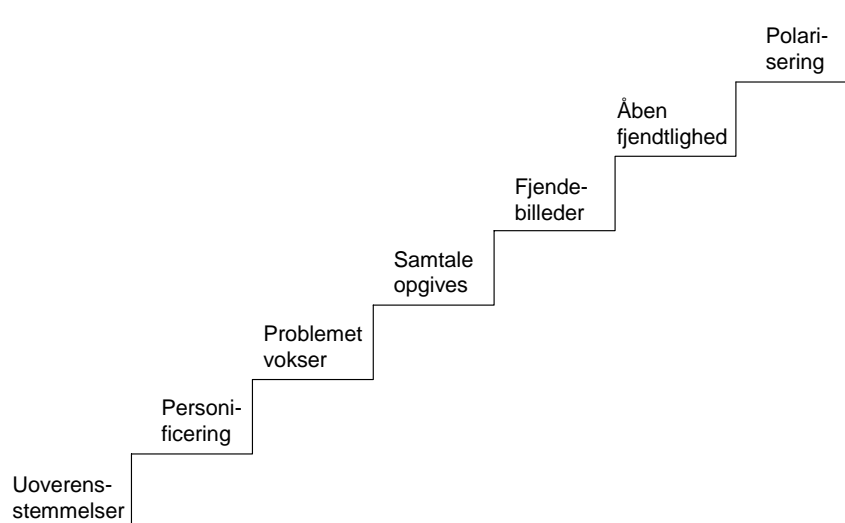 Polari-
sering
Åben
fjendtlighed
Fjende-
billeder
Samtale
opgives
Problemet
vokser
Personi-
ficering
Uoverens-
stemmelser